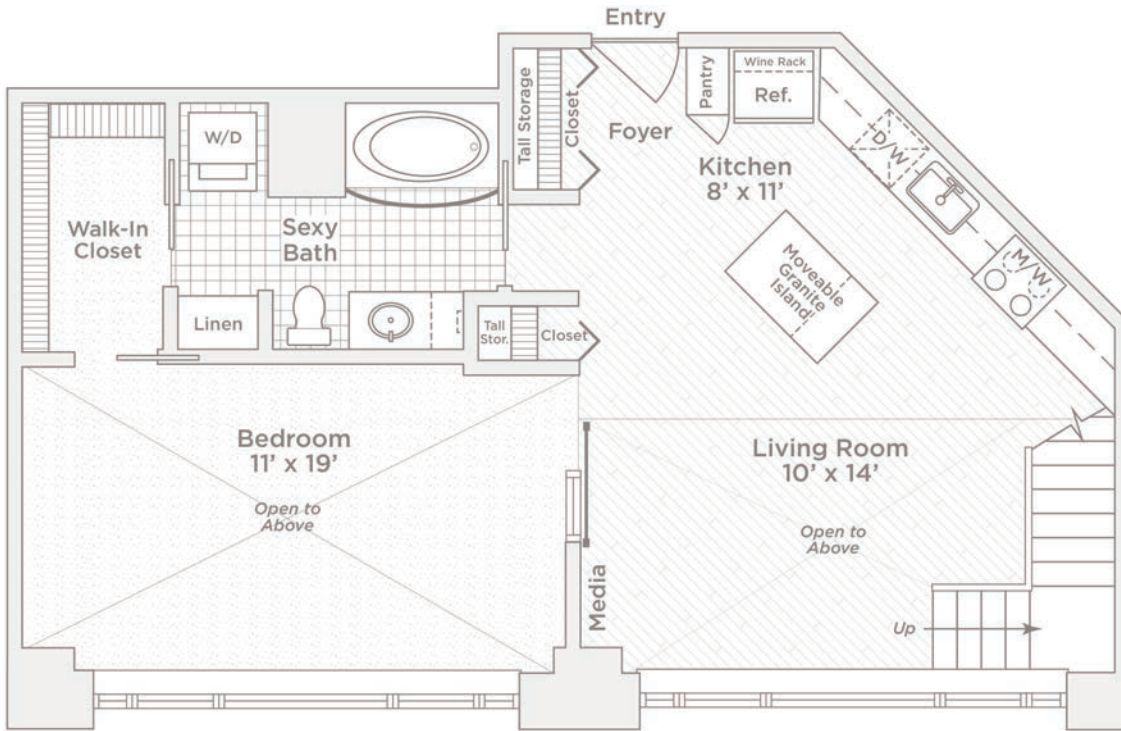 Entry
Wine Rack
Ref.
Pantry
Tall Storage
Closet
Foyer
W/D
D/W
Kitchen
8’ x 11’
Walk-In
Closet
Sexy
Bath
M/W
Moveable
Granite
Island
Linen
Tall
Stor.
Closet
Bedroom
11’ x 19’
Living Room
10’ x 14’
Open to
Above
Open to
Above
Media
Up